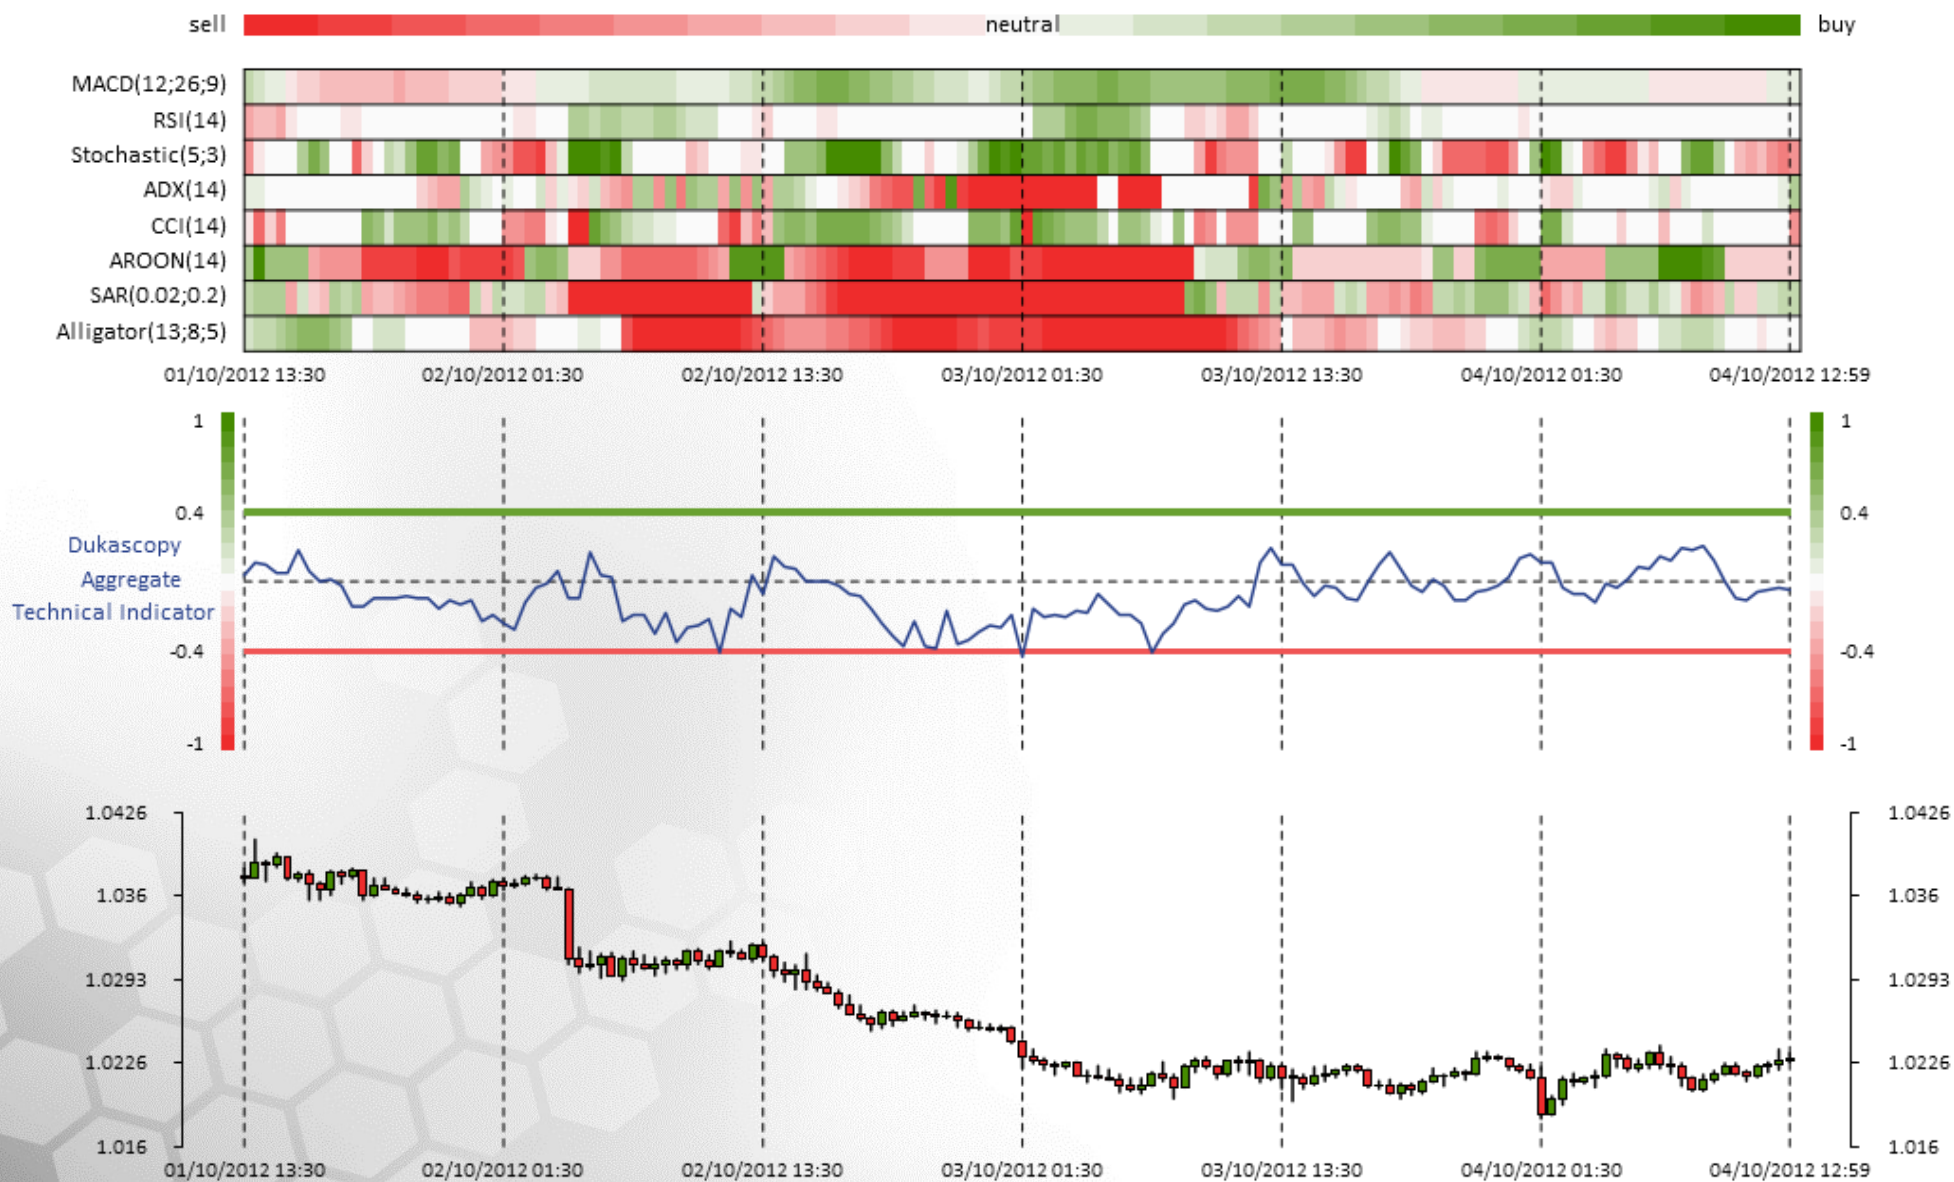 sell neutral buy
MACD(12;26;9)
RSI(14)
Stochastic(5;3)
ADX(14)
CCI(14)
AROON(14)
SAR(0.02;0.2)
Alligator(13;8;5)
01/10/2012 13:30 02/10/2012 01:30 02/10/2012 13:30 03/10/2012 01:30 03/10/2012 13:30 04/10/2012 01:30 04/10/2012 12:59
1 1
0.4 0.4
Dukascopy
Aggregate
Technical Indicator
-0.4 -0.4
-1 -1
1.0426 1.0426
1.036 1.036
1.0293 1.0293
1.0226 1.0226
1.016 1.016
01/10/2012 13:30 02/10/2012 01:30 02/10/2012 13:30 03/10/2012 01:30 03/10/2012 13:30 04/10/2012 01:30 04/10/2012 12:59